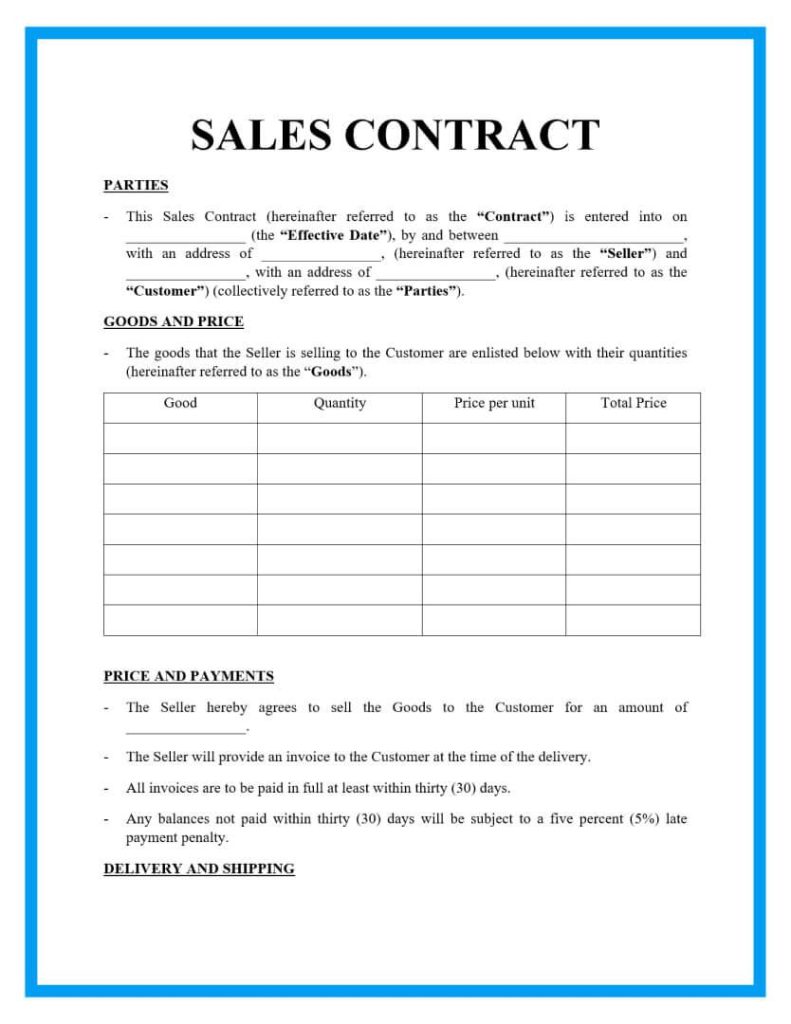 SALES CONTRACT
PARTIES
- This Sales Contract (hereinafter referred to as the “Contract”) is entered into on
________________ (the “Effective Date”), by and between ________________________,
with an address of ________________, (hereinafter referred to as the “Seller”) and
________________, with an address of ________________, (hereinafter referred to as the
“Customer”) (collectively referred to as the “Parties”).
GOODS AND PRICE
- The goods that the Seller is selling to the Customer are enlisted below with their quantities
(hereinafter referred to as the “Goods”).
Good Quantity Price per unit Total Price
PRICE AND PAYMENTS
- The Seller hereby agrees to sell the Goods to the Customer for an amount of
________________.
- The Seller will provide an invoice to the Customer at the time of the delivery.
- All invoices are to be paid in full at least within thirty (30) days.
- Any balances not paid within thirty (30) days will be subject to a five percent (5%) late
payment penalty.
DELIVERY AND SHIPPING